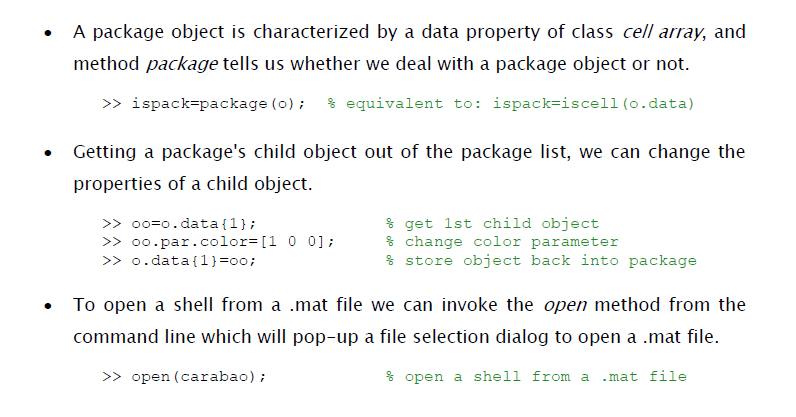 • A package object is characterized by a data property of class cell array, and
method package tells us whether we deal with a package object or not.
>> ispack=package(o); % equivalent to: ispack=iscell(o.data)
• Getting a package's child object out of the package list, we can change the
properties of a child object.
>> oo=o.data{1}; % get 1st child object
>> oo.par.color=[1 0 0]; % change color parameter
>> o.data{1}=oo; % store object back into package
• To open a shell from a .mat file we can invoke the open method from the
command line which will pop-up a file selection dialog to open a .mat file.
>> open(carabao); % open a shell from a .mat file